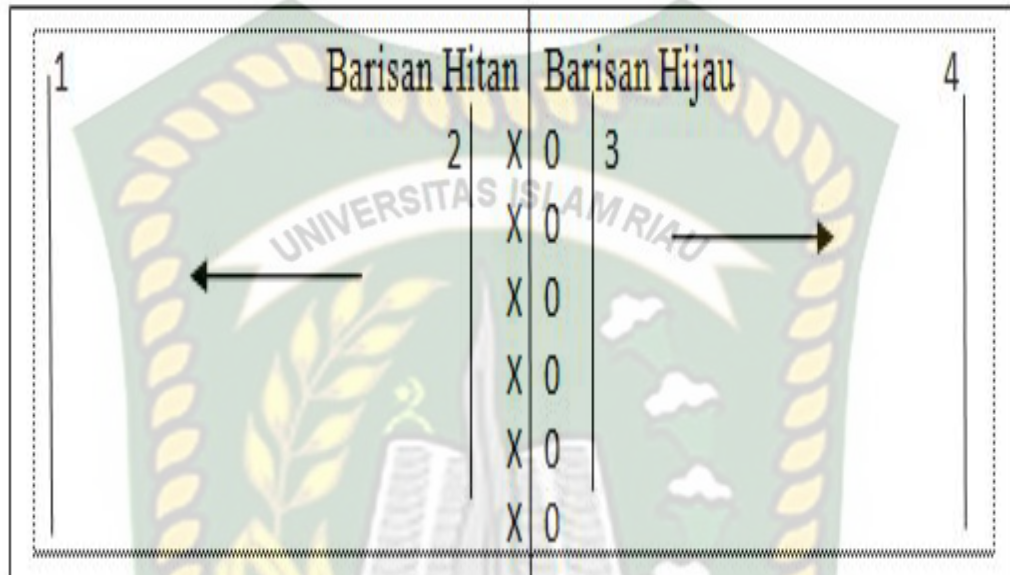 1 Barisan Hitan Barisan Hijau 4
2 X 0 3
UNIVERSITAS ISLAM RIAU
X 0
X 0
X 0
X 0
X 0